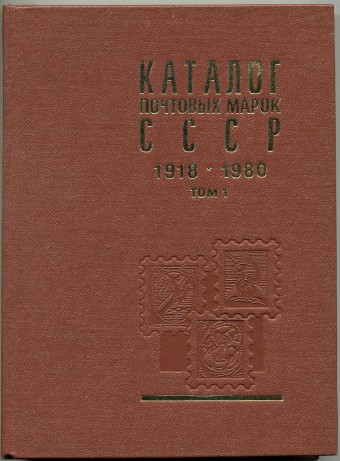 КАТАЛОГ
ПОЧТОВЫХ МАРОК
СССР
1918 * 1980
ТОМ 1